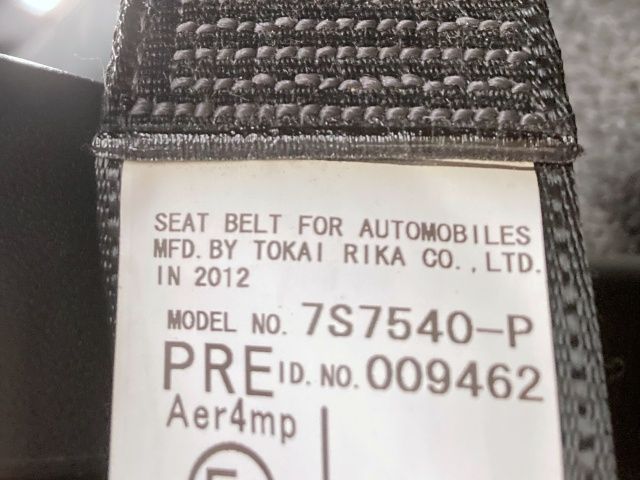 SEAT BELT FOR AUTOMOBILES
MFD. BY TOKAI RIKA CO.,LTD.
IN 2012
MODEL NO. 7S7540-P
PRE ID. NO. 009462
Aer4mp